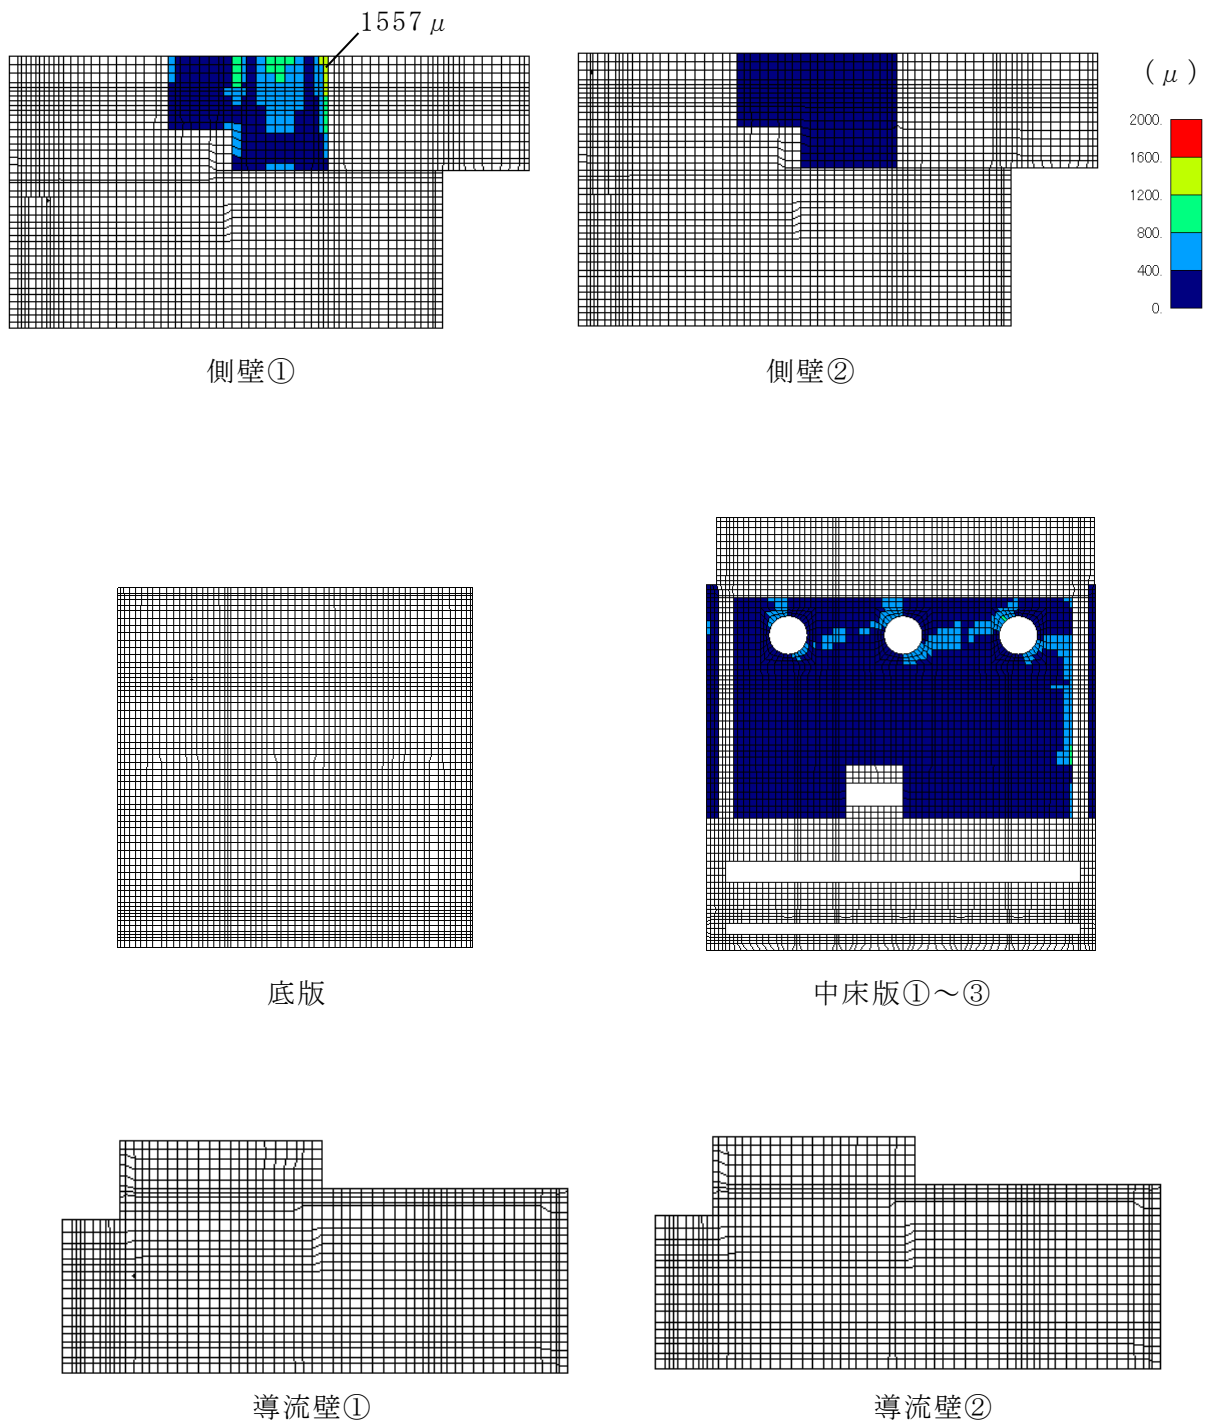 1557μ
(μ)
2000.
1600.
1200.
800.
400.
0.
側壁①
側壁②
底版
中床版①～③
導流壁①
導流壁②